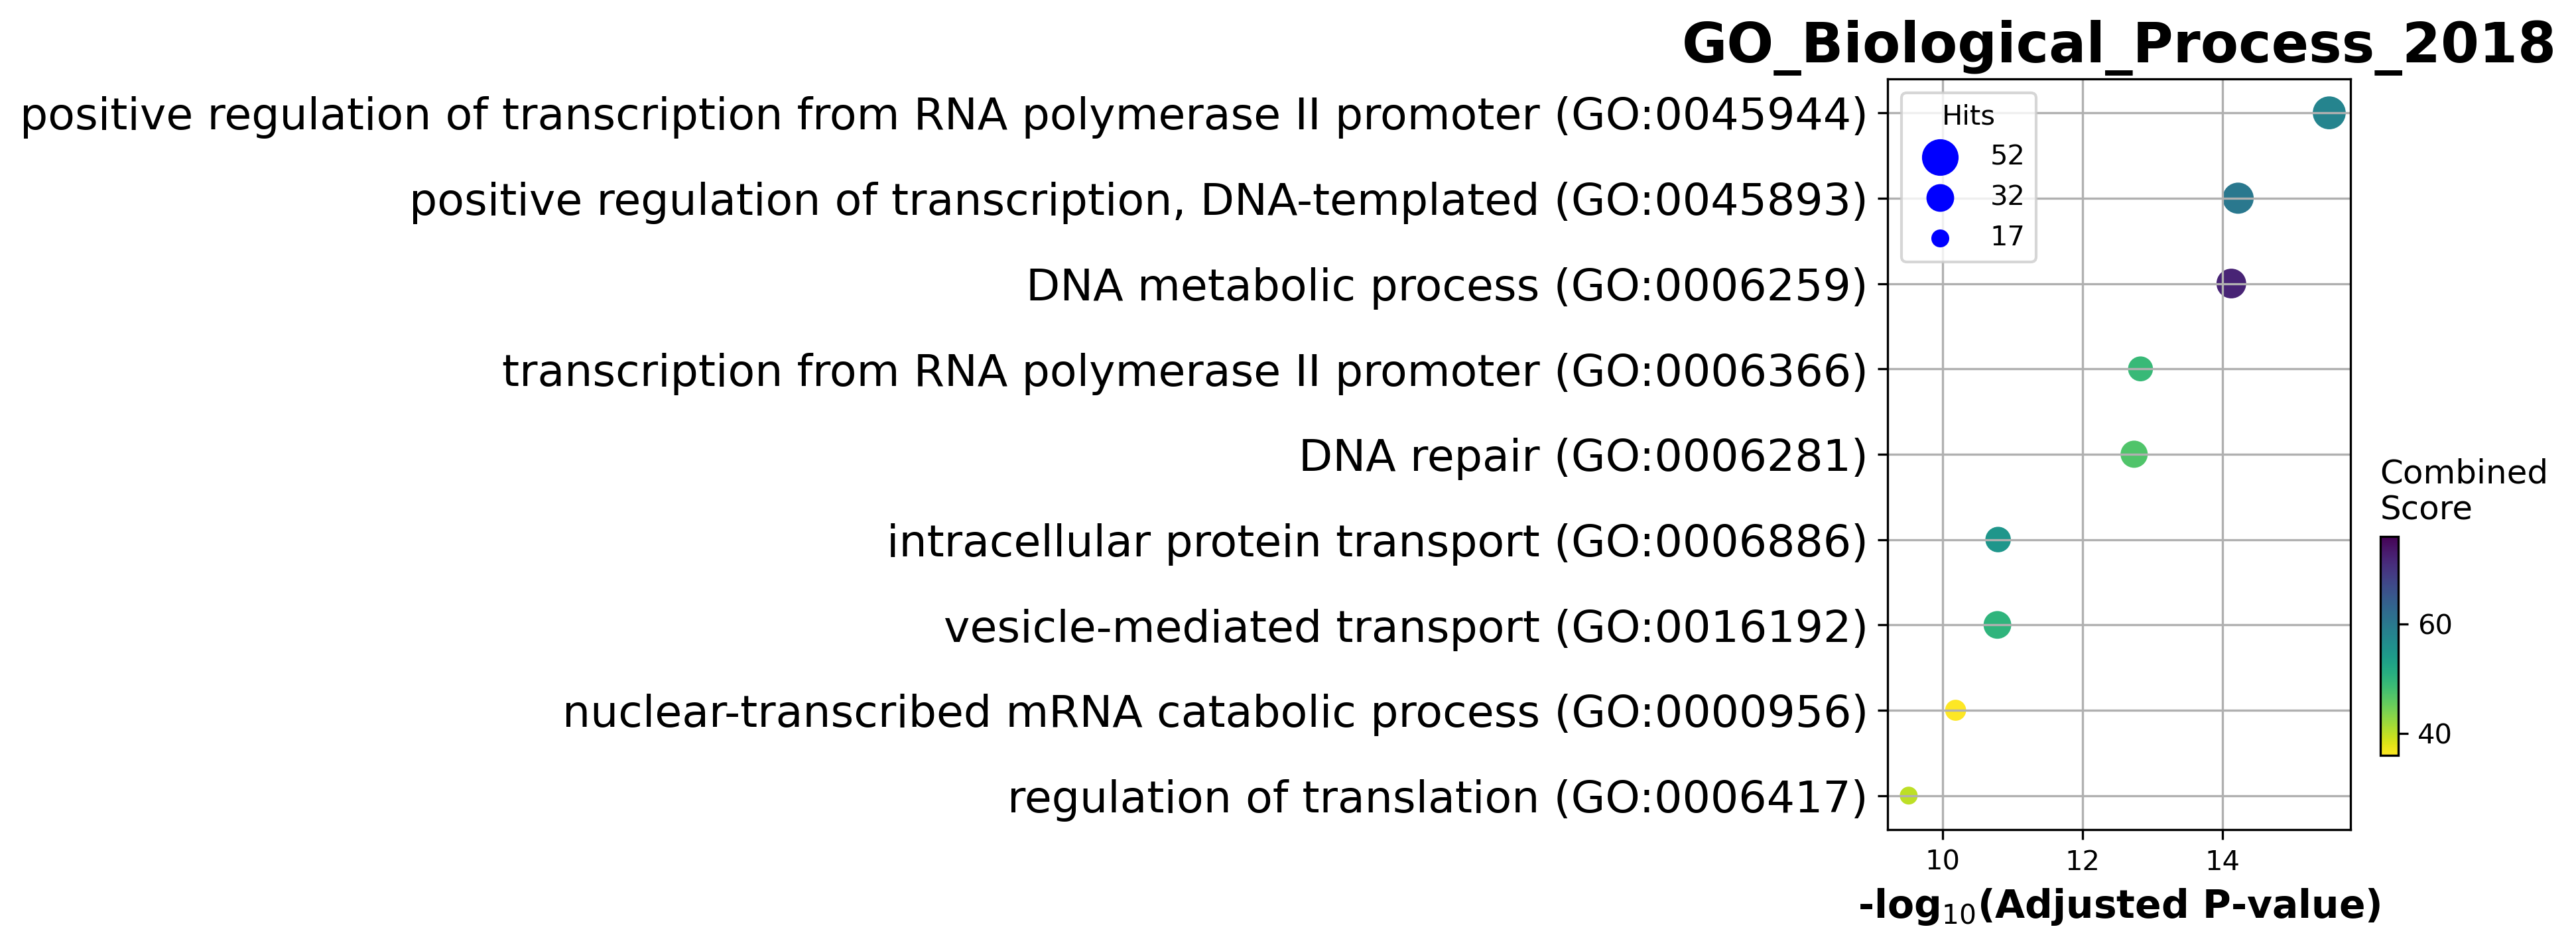 GO_Biological_Process_2018
positive regulation of transcription from RNA polymerase II promoter (GO:0045944)
positive regulation of transcription, DNA-templated (GO:0045893)
DNA metabolic process (GO:0006259)
transcription from RNA polymerase II promoter (GO:0006366)
DNA repair (GO:0006281)
intracellular protein transport (GO:0006886)
vesicle-mediated transport (GO:0016192)
nuclear-transcribed mRNA catabolic process (GO:0000956)
regulation of translation (GO:0006417)
Hits
52
32
17
10 12 14
-log₁₀(Adjusted P-value)
Combined
Score
60
40